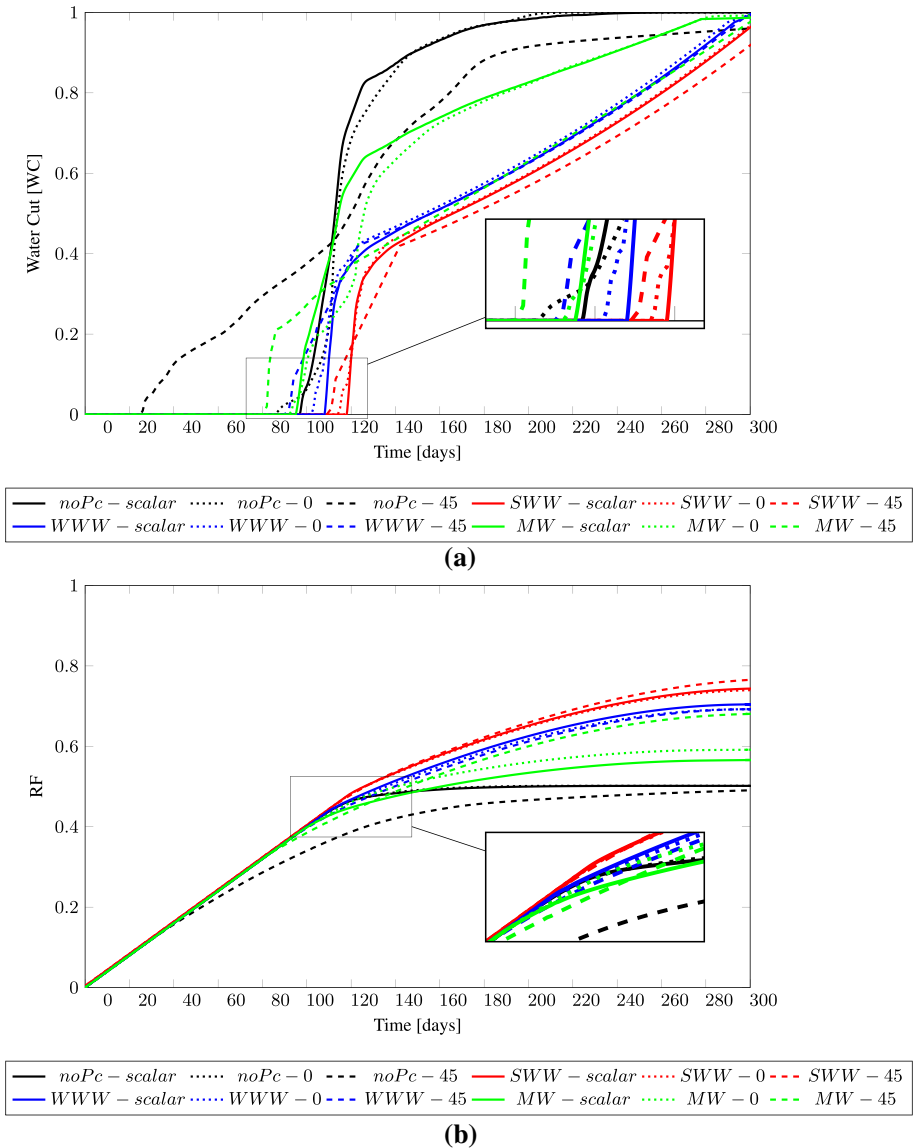 1
0.8
0.6
0.4
0.2
0
Water Cut [WC]
0 20 40 60 80 100 120 140 160 180 200 220 240 260 280 300
Time [days]
noPc − scalar noPc − 0 noPc − 45 SWW − scalar SWW − 0 SWW − 45
WWW − scalar WWW − 0 WWW − 45 MW − scalar MW − 0 MW − 45
(a)
1
0.8
0.6
0.4
0.2
0
RF
0 20 40 60 80 100 120 140 160 180 200 220 240 260 280 300
Time [days]
noPc − scalar noPc − 0 noPc − 45 SWW − scalar SWW − 0 SWW − 45
WWW − scalar WWW − 0 WWW − 45 MW − scalar MW − 0 MW − 45
(b)